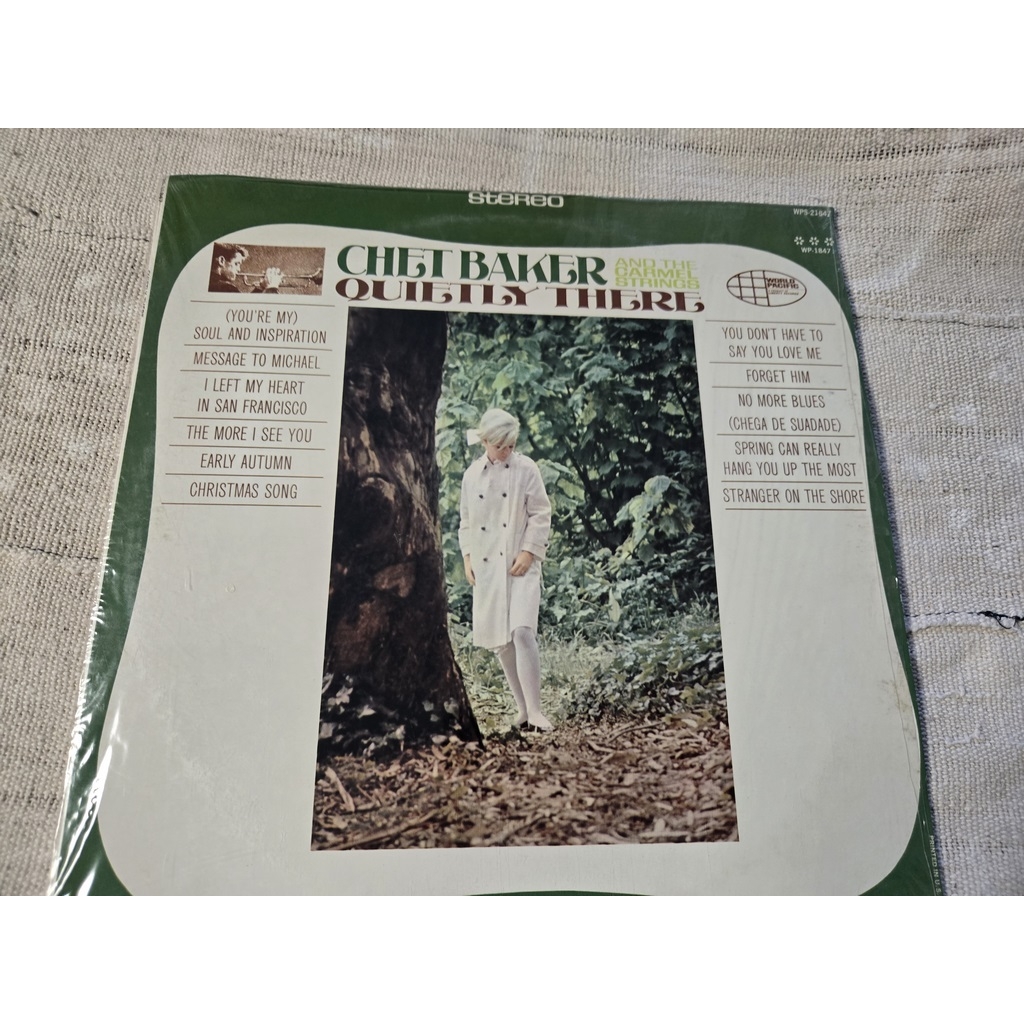 stereo
WPS-21847
WP-1847
CHET BAKER
AND THE
CARMEL
STRINGS
QUIETLY THERE
WORLD
PACIFIC
(YOU'RE MY)
SOUL AND INSPIRATION
MESSAGE TO MICHAEL
I LEFT MY HEART
IN SAN FRANCISCO
THE MORE I SEE YOU
EARLY AUTUMN
CHRISTMAS SONG
YOU DON'T HAVE TO
SAY YOU LOVE ME
FORGET HIM
NO MORE BLUES
(CHEGA DE SUADADE)
SPRING CAN REALLY
HANG YOU UP THE MOST
STRANGER ON THE SHORE
PRINTED IN U.S.